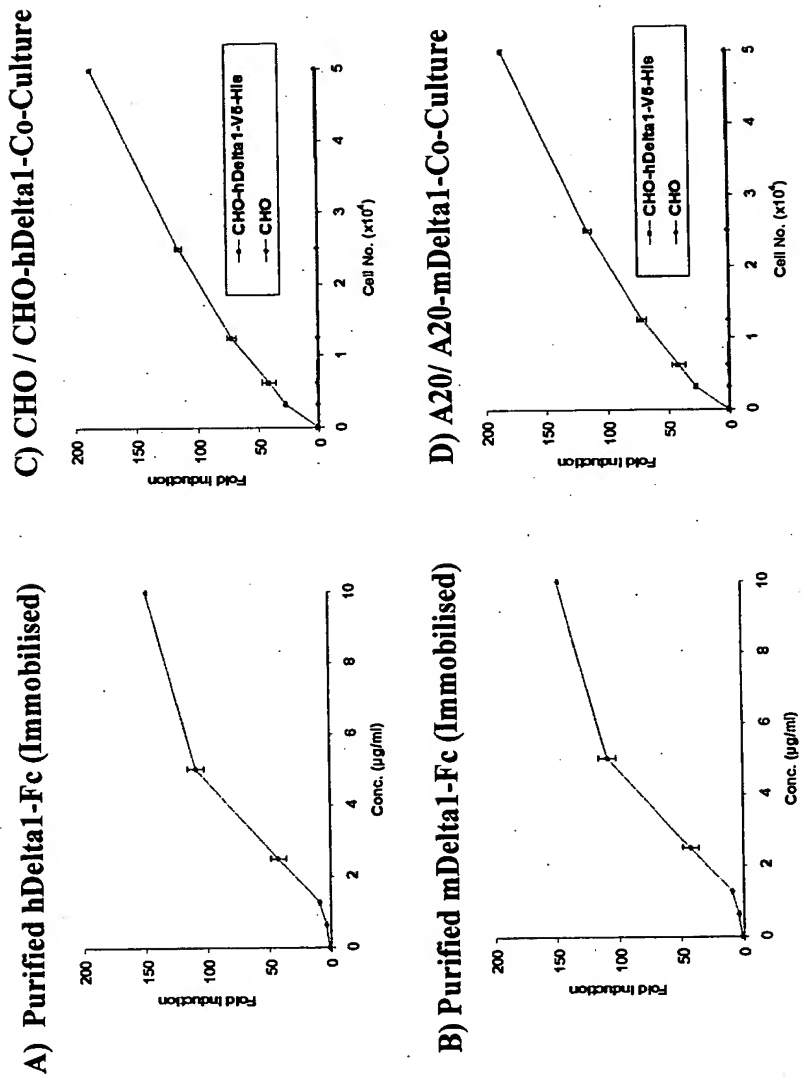 A) Purified hDelta1-Fc (Immobilised)
Fold Induction
200
150
100
50
0
0 2 4 6 8 10
Conc. (µg/ml)
C) CHO / CHO-hDelta1-Co-Culture
Fold Induction
200
150
100
50
0
CHO-hDelta1-V5-His
CHO
0 1 2 3 5
Cell No. (x10⁴)
B) Purified mDelta1-Fc (Immobilised)
Fold Induction
200
150
100
50
0
0 2 4 6 8 10
Conc. (µg/ml)
D) A20/ A20-mDelta1-Co-Culture
Fold Induction
200
150
100
50
0
CHO-hDelta1-V5-His
CHO
0 1 2 3 4 5
Cell No. (x10⁴)